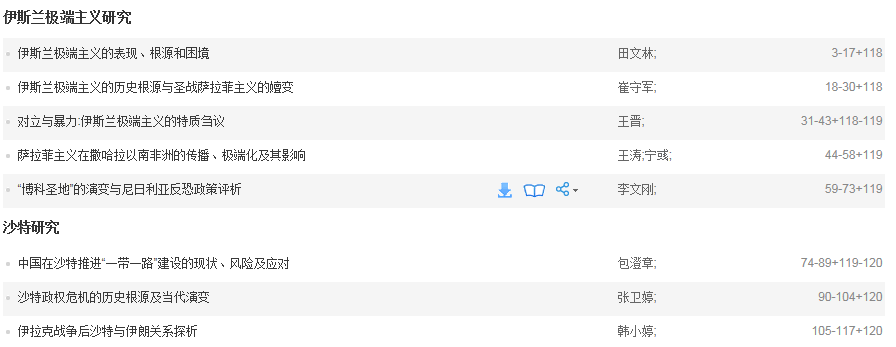 伊斯兰极端主义研究
伊斯兰极端主义的表现、根源和困境 田文林; 3-17+118
伊斯兰极端主义的历史根源与圣战萨拉菲主义的嬗变 崔守军; 18-30+118
对立与暴力:伊斯兰极端主义的特质刍议 王晋; 31-43+118-119
萨拉菲主义在撒哈拉以南非洲的传播、极端化及其影响 王涛;宁彧; 44-58+119
“博科圣地”的演变与尼日利亚反恐政策评析 李文刚; 59-73+119
沙特研究
中国在沙特推进“一带一路”建设的现状、风险及应对 包澄章; 74-89+119-120
沙特政权危机的历史根源及当代演变 张卫婷; 90-104+120
伊拉克战争后沙特与伊朗关系探析 韩小婷; 105-117+120